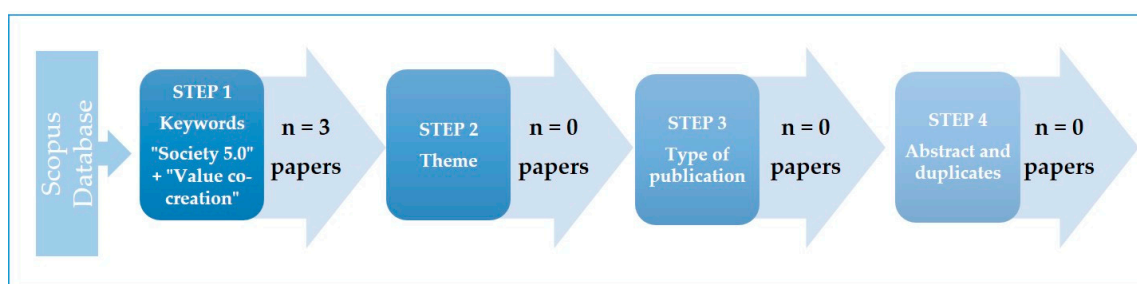 Scopus
Database
STEP 1
Keywords
"Society 5.0"
+ "Value co-
creation"
n = 3
papers
STEP 2
Theme
n = 0
papers
STEP 3
Type of
publication
n = 0
papers
STEP 4
Abstract and
duplicates
n = 0
papers